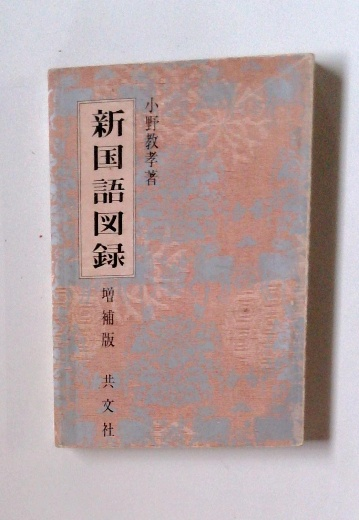 小野教孝著
新国語図録
増補版 共文社